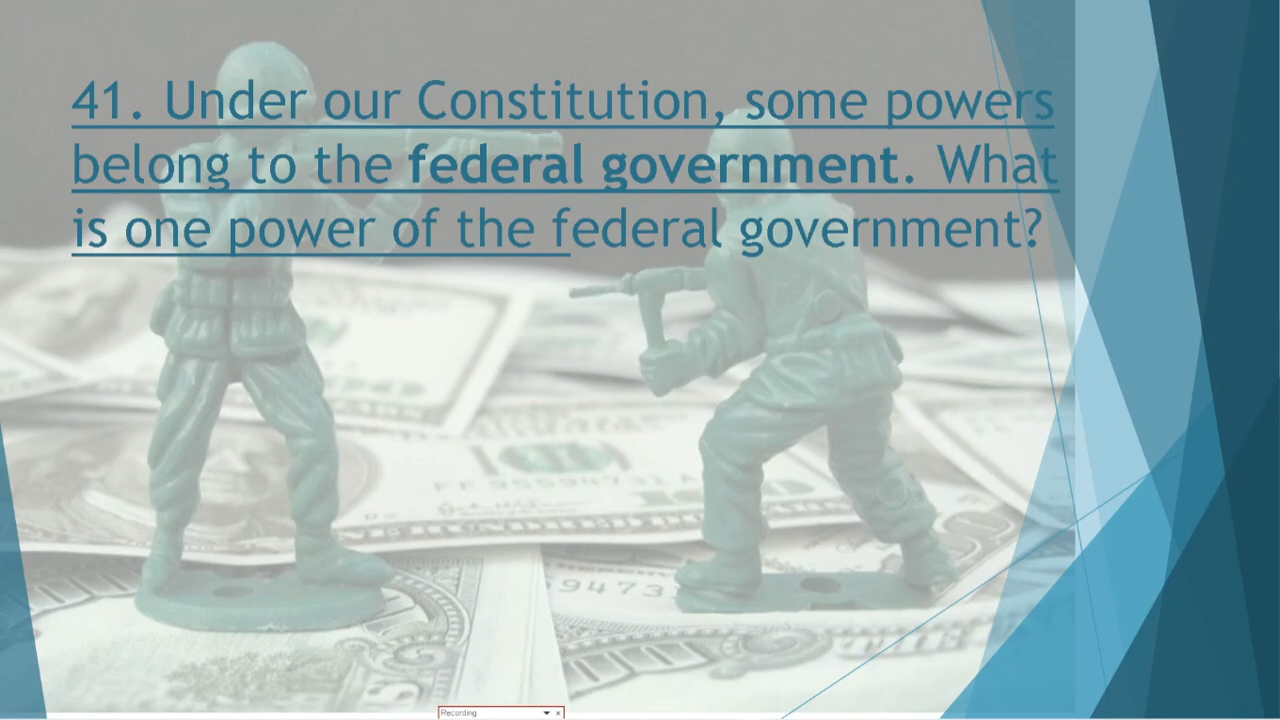 41. Under our Constitution, some powers
belong to the federal government. What
is one power of the federal government?
FF95594731A
Recording